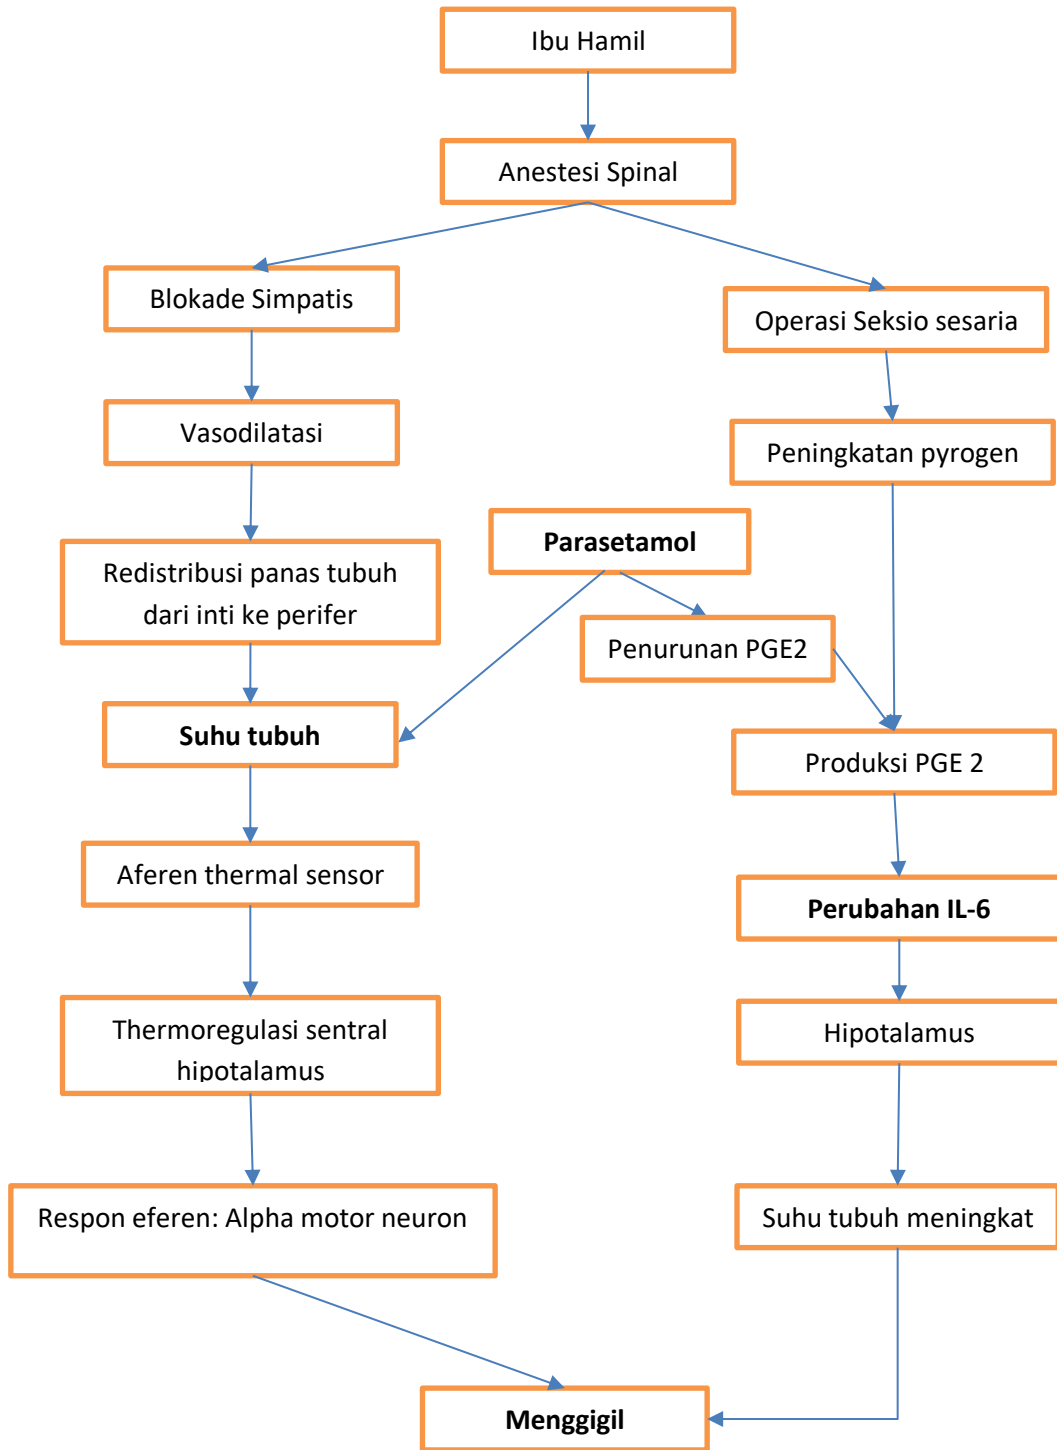 Ibu Hamil
Anestesi Spinal
Blokade Simpatis
Operasi Seksio sesaria
Vasodilatasi
Peningkatan pyrogen
Parasetamol
Redistribusi panas tubuh
dari inti ke perifer
Penurunan PGE2
Suhu tubuh
Produksi PGE 2
Aferen thermal sensor
Perubahan IL-6
Thermoregulasi sentral
hipotalamus
Hipotalamus
Respon eferen: Alpha motor neuron
Suhu tubuh meningkat
Menggigil